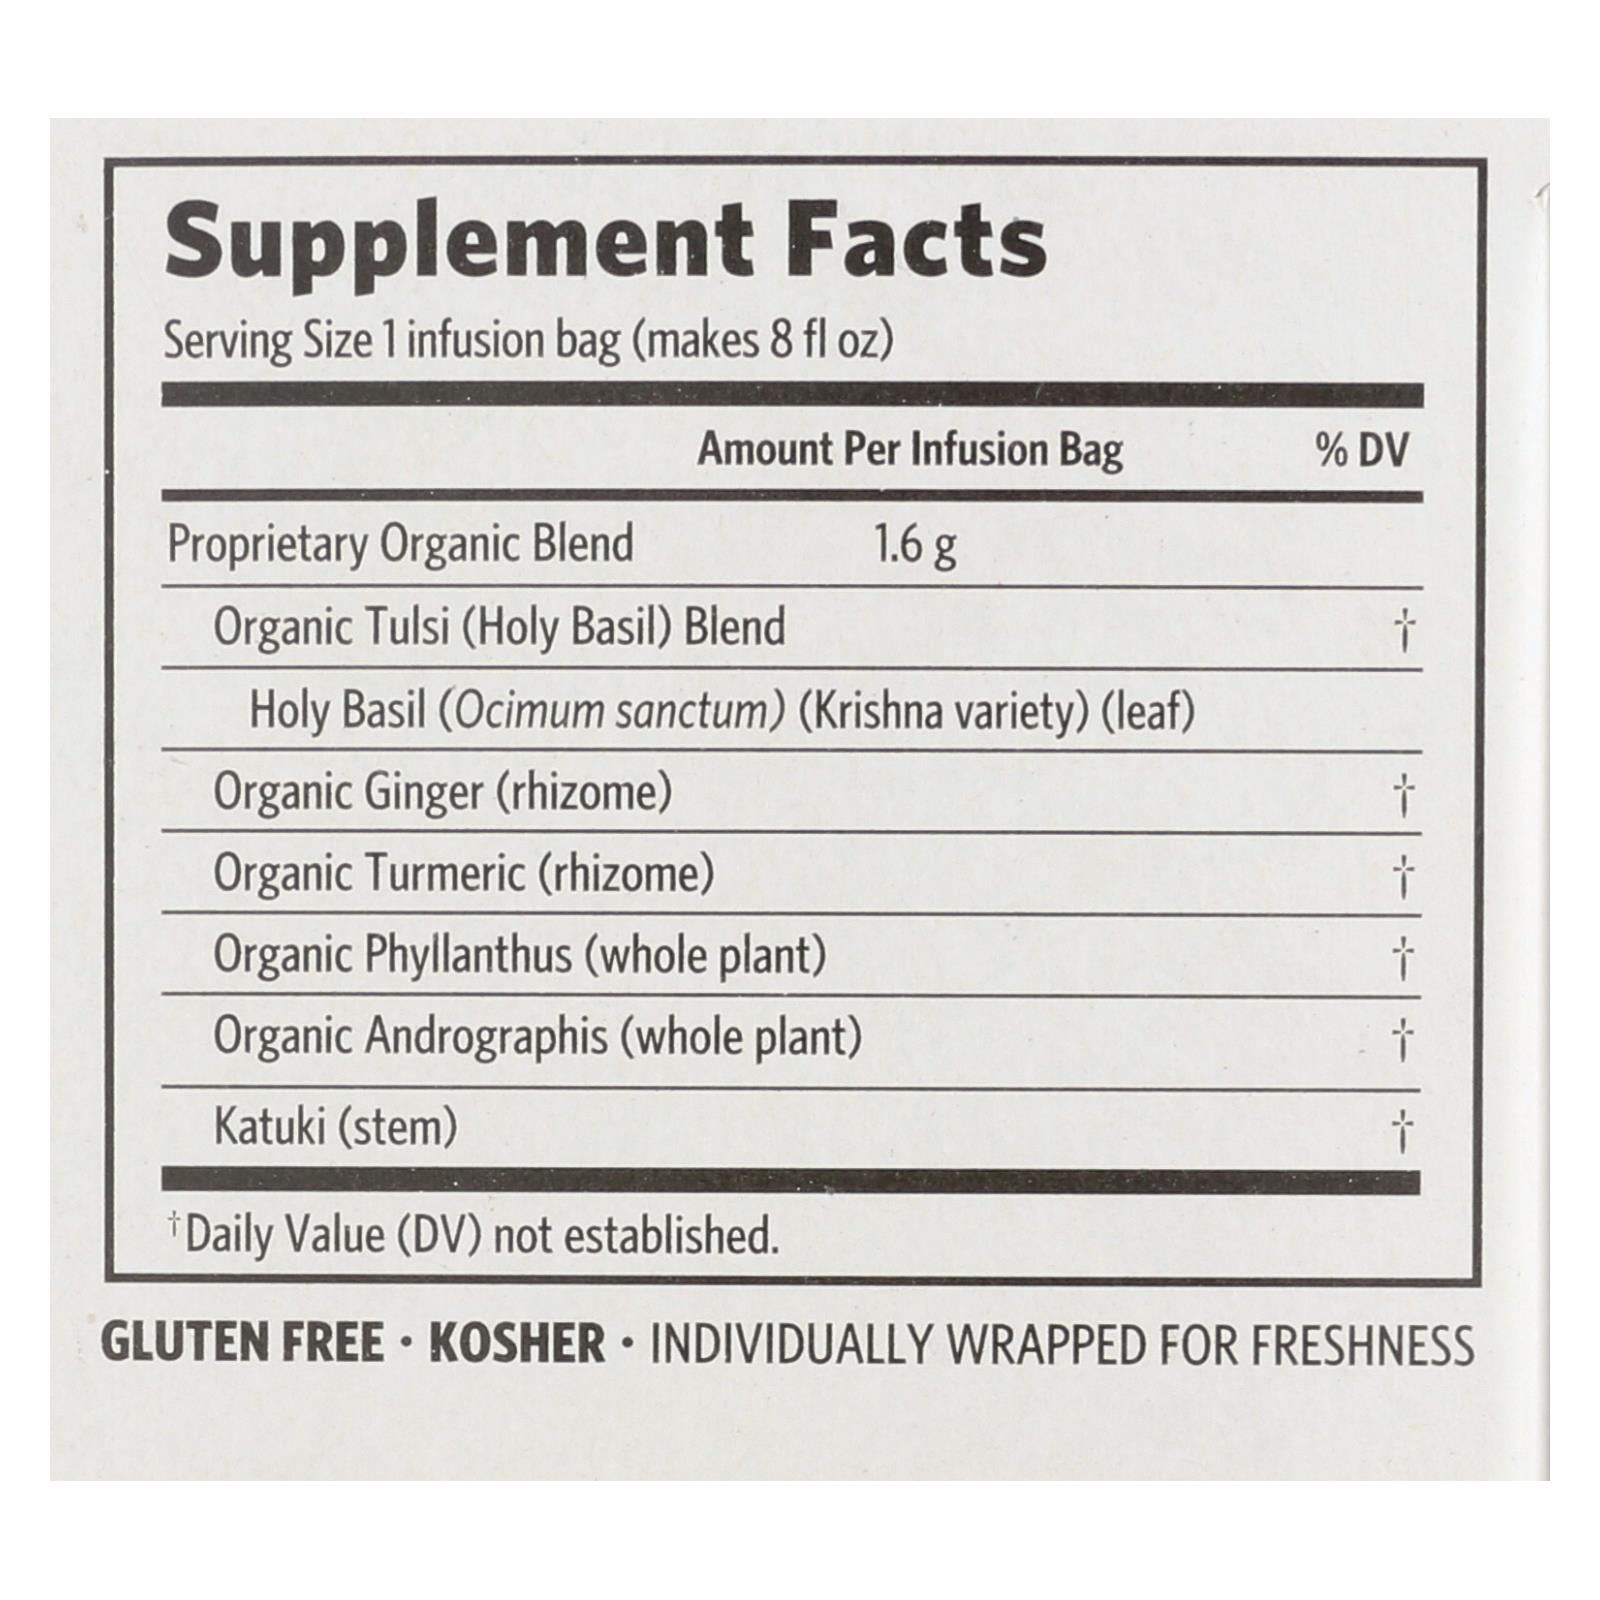 Supplement Facts
Serving Size 1 infusion bag (makes 8 fl oz)
Amount Per Infusion Bag % DV
Proprietary Organic Blend 1.6 g
Organic Tulsi (Holy Basil) Blend †
Holy Basil (Ocimum sanctum) (Krishna variety) (leaf)
Organic Ginger (rhizome) †
Organic Turmeric (rhizome) †
Organic Phyllanthus (whole plant) †
Organic Andrographis (whole plant) †
Katuki (stem) †
†Daily Value (DV) not established.
GLUTEN FREE • KOSHER • INDIVIDUALLY WRAPPED FOR FRESHNESS